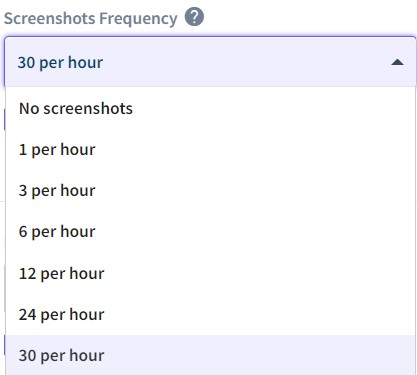 Screenshots Frequency ?
30 per hour
No screenshots
1 per hour
3 per hour
6 per hour
12 per hour
24 per hour
30 per hour